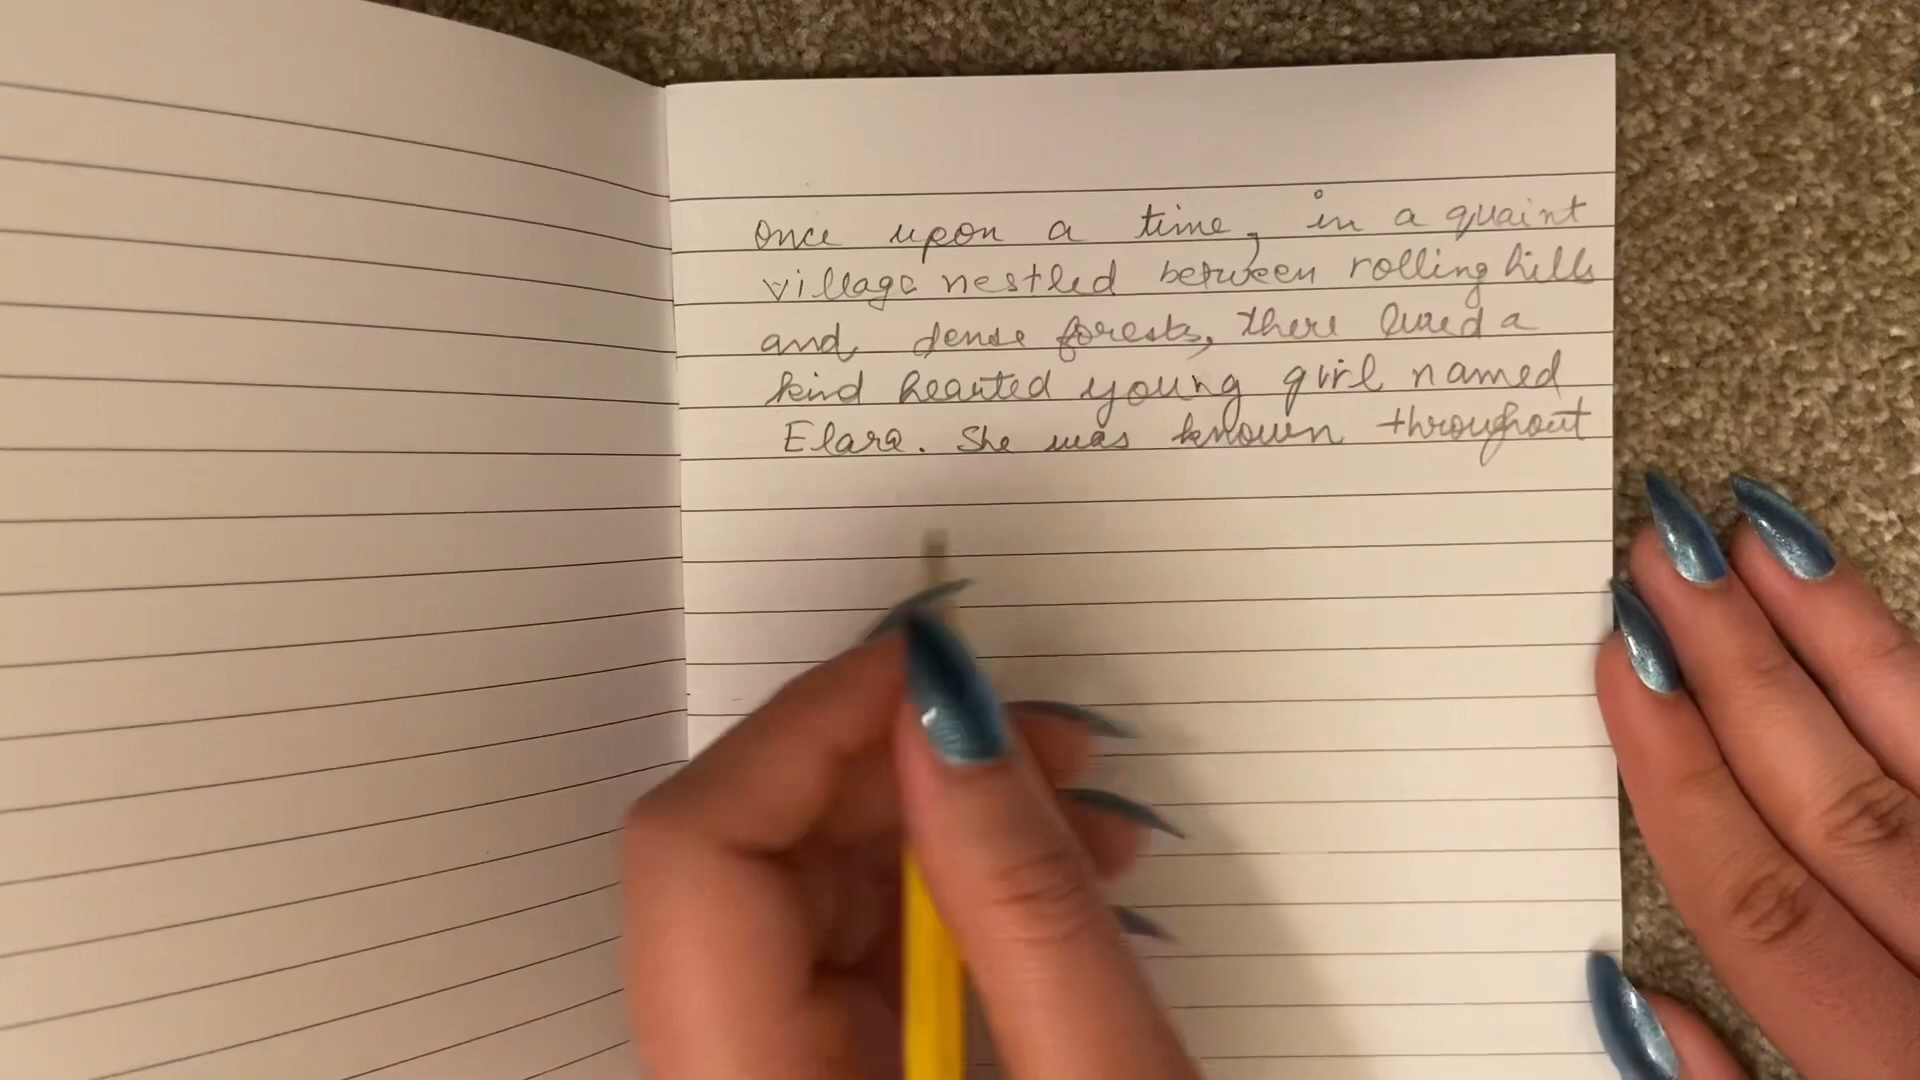 once upon a time, in a quaint
village nestled between rolling hills
and dense forests, there lived a
kind hearted young girl named
Elara. She was known throughout